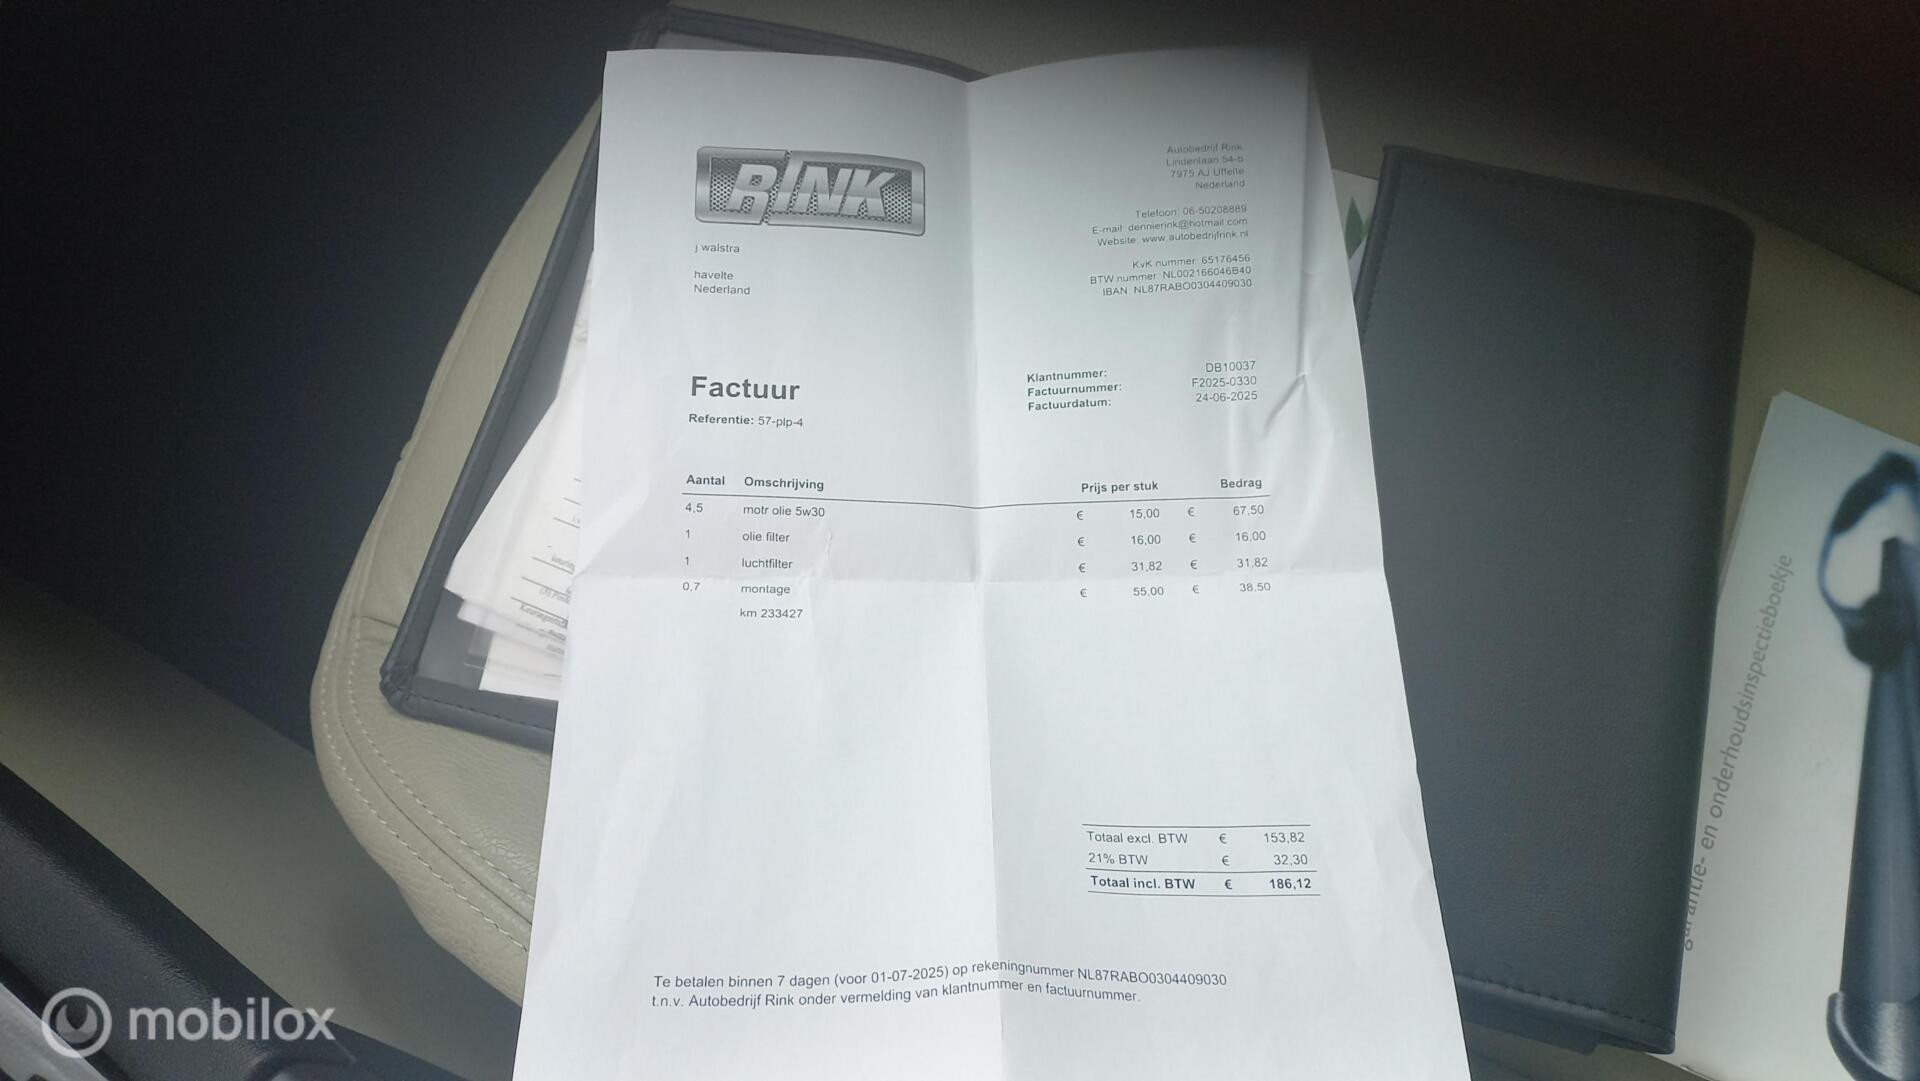 RINK
Autobedrijf Rink
Lindenlaan 54-b
7975 AJ Uffelte
Nederland
Telefoon: 06-50208889
E-mail: dennierink@hotmail.com
Website: www.autobedrijfrink.nl
KvK nummer: 65176456
BTW nummer: NL002166046B40
IBAN: NL87RABO0304409030
j walstra
havelte
Nederland
Factuur
Referentie: 57-plp-4
Klantnummer: DB10037
Factuurnummer: F2025-0330
Factuurdatum: 24-06-2025
Aantal Omschrijving Prijs per stuk Bedrag
4,5 motr olie 5w30 € 15,00 € 67,50
1 olie filter € 16,00 € 16,00
1 luchtfilter € 31,82 € 31,82
0,7 montage € 55,00 € 38,50
km 233427
Totaal excl. BTW € 153,82
21% BTW € 32,30
Totaal incl. BTW € 186,12
Te betalen binnen 7 dagen (voor 01-07-2025) op rekeningnummer NL87RABO0304409030
t.n.v. Autobedrijf Rink onder vermelding van klantnummer en factuurnummer.
garantie- en onderhoudsinspectieboekje
mobilox